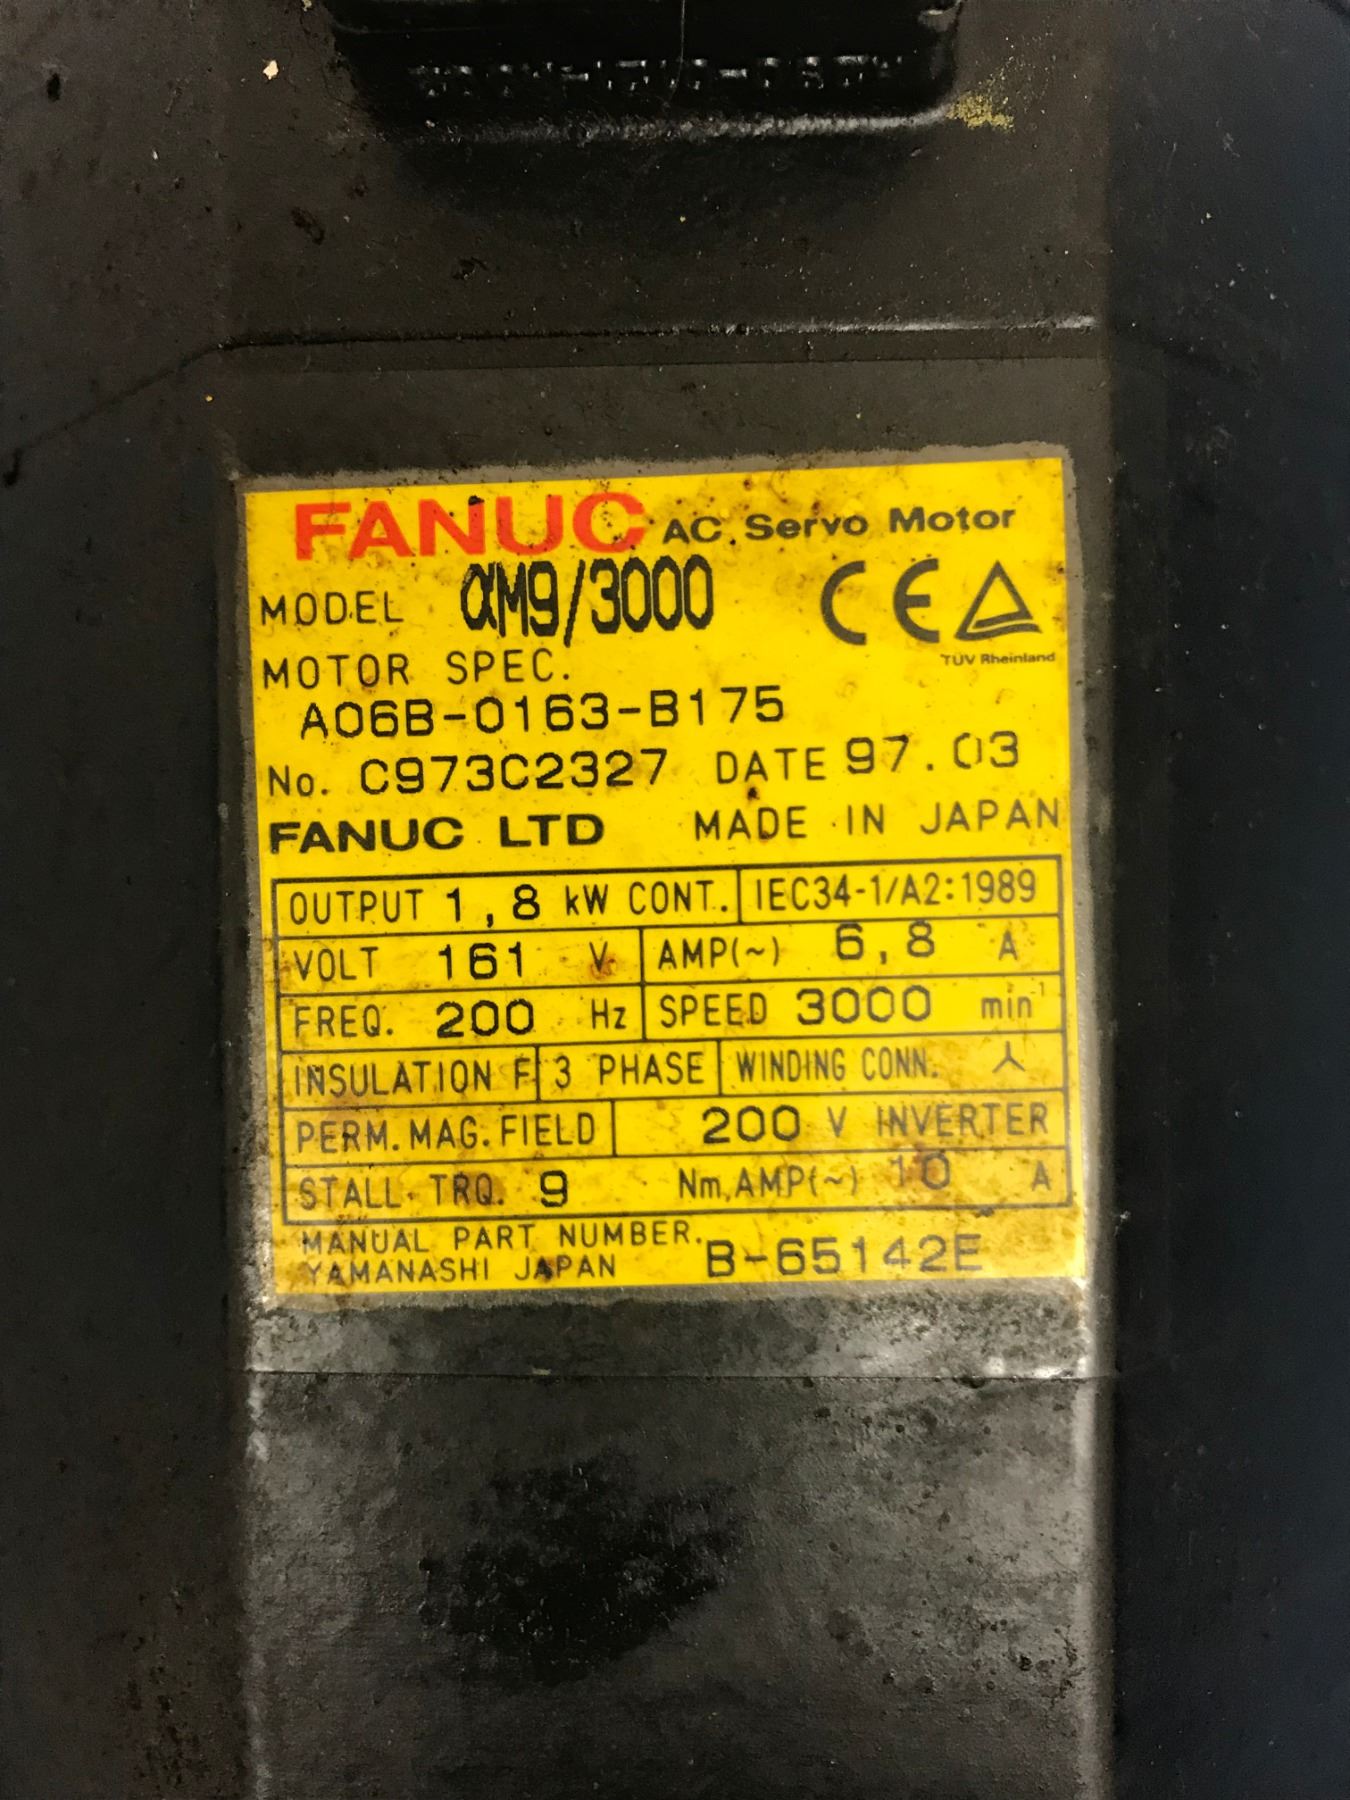 FANUC AC Servo Motor
MODEL αM9/3000
CE
TÜV Rheinland
MOTOR SPEC.
A06B-0163-B175
No. C973C2327 DATE 97.03
FANUC LTD MADE IN JAPAN
OUTPUT 1,8 kW CONT. IEC34-1/A2:1989
VOLT 161 V AMP(~) 6,8 A
FREQ. 200 Hz SPEED 3000 min⁻¹
INSULATION F 3 PHASE WINDING CONN.
PERM.MAG.FIELD 200 V INVERTER
STALL TRQ. 9 Nm,AMP(~) 10 A
MANUAL PART NUMBER. B-65142E
YAMANASHI JAPAN